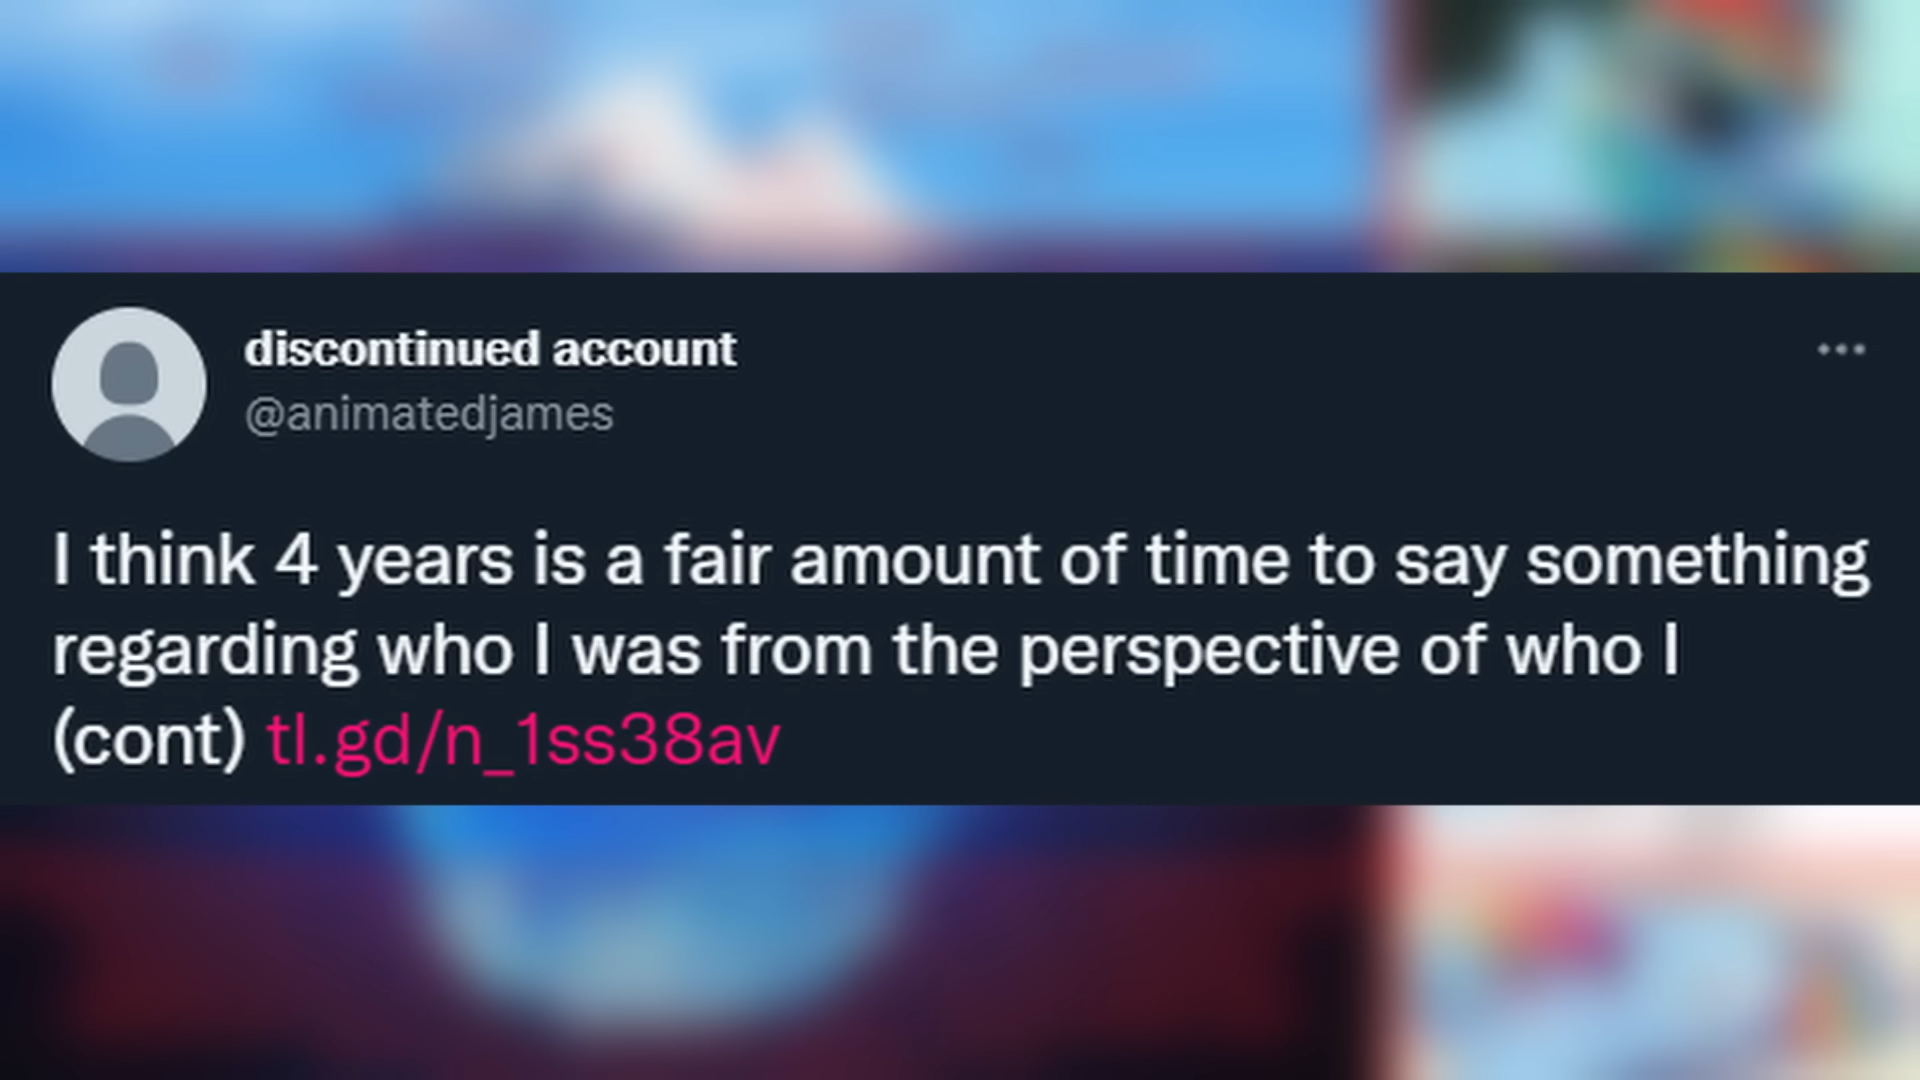 discontinued account
@animatedjames
I think 4 years is a fair amount of time to say something
regarding who I was from the perspective of who I
(cont) tl.gd/n_1ss38av